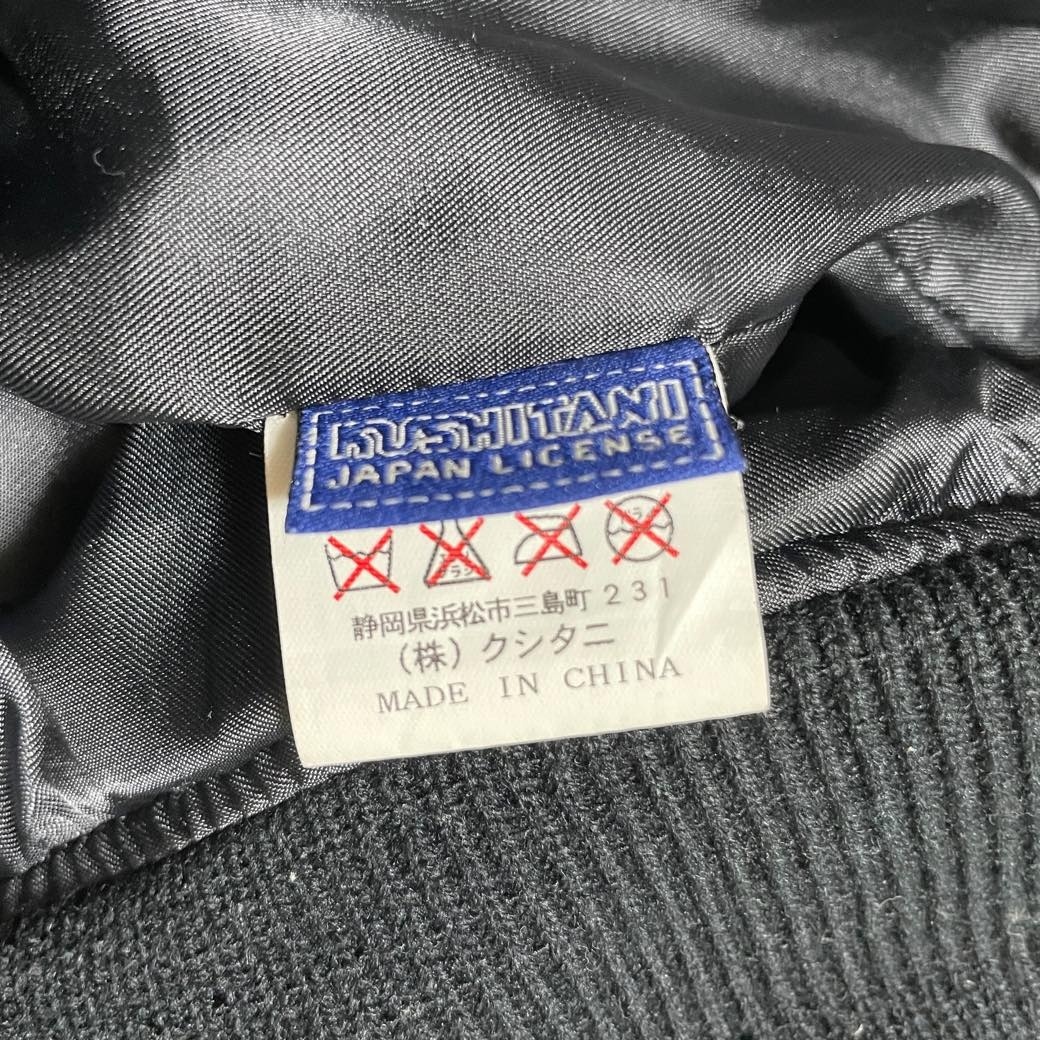 KUSHITANI
JAPAN LICENSE
静岡県浜松市三島町231
(株)クシタニ
MADE IN CHINA